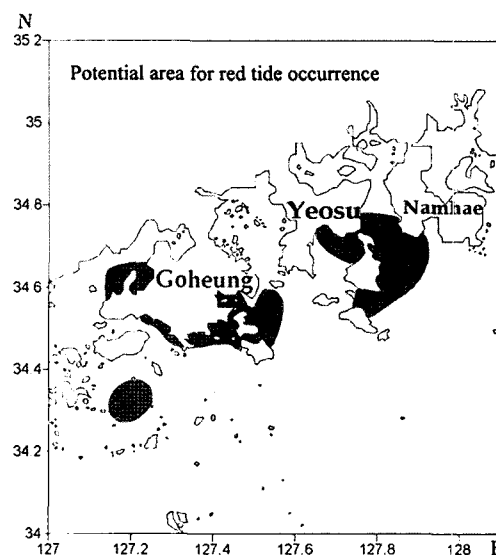 N
35 2
Potential area for red tide occurrence
35
34.8
Yeosu
Namhae
34.6
Goheung
34.4
34.2
34
127
127.2
127.4
127.6
127.8
128
E